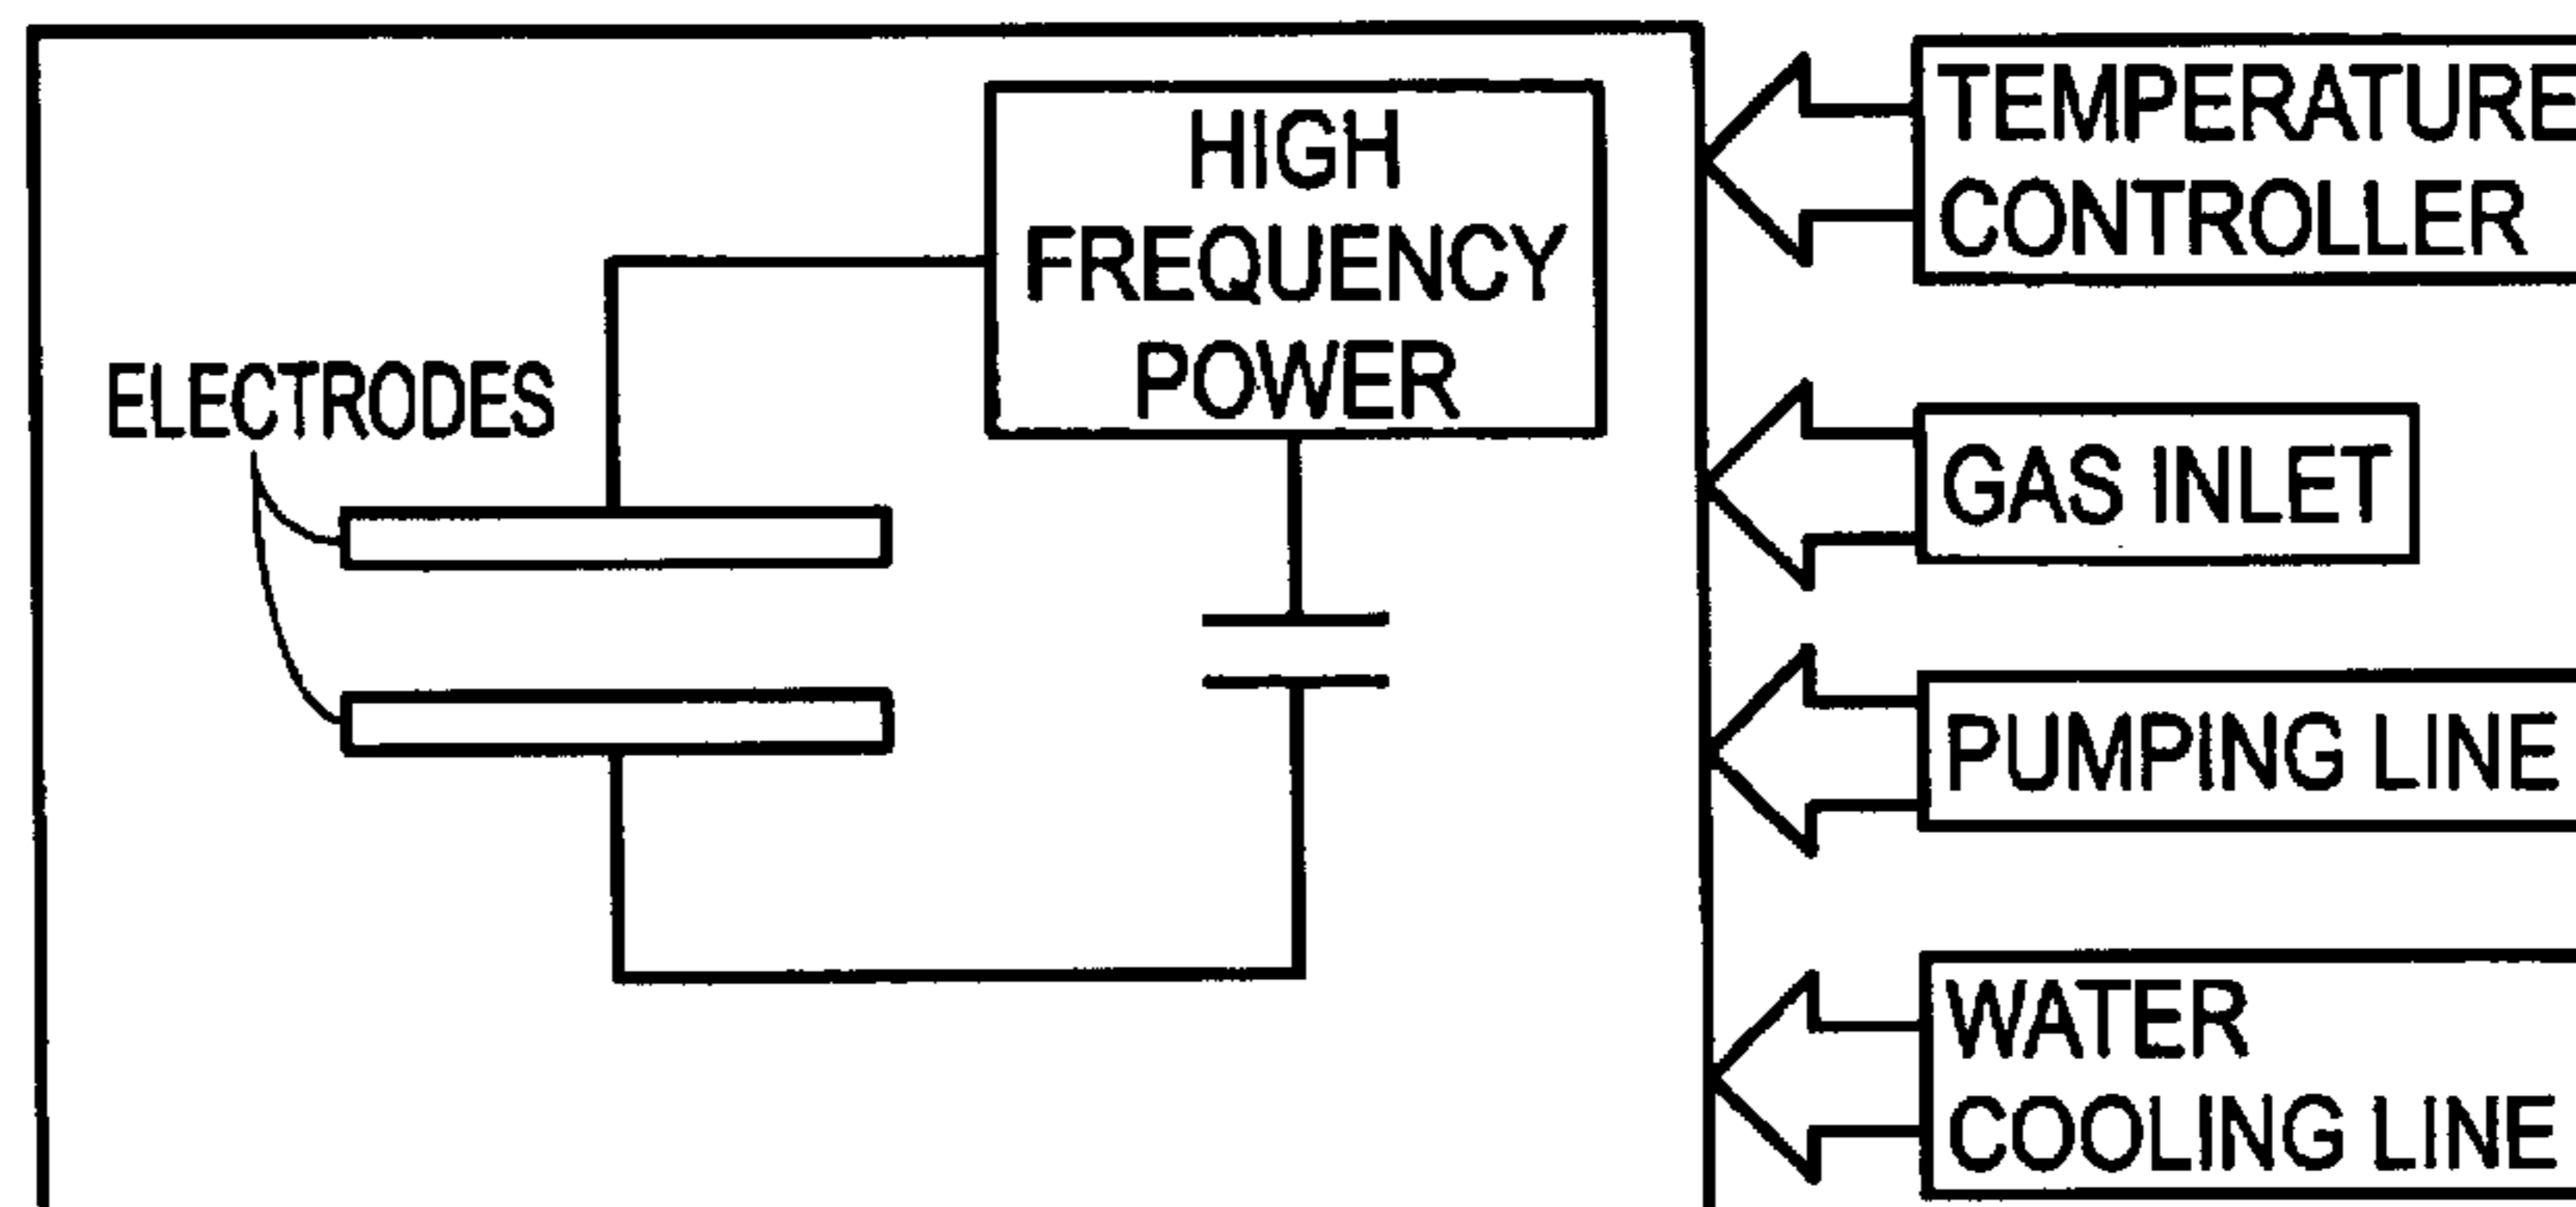 HIGH
FREQUENCY
POWER
ELECTRODES
TEMPERATURE
CONTROLLER
GAS INLET
PUMPING LINE
WATER
COOLING LINE